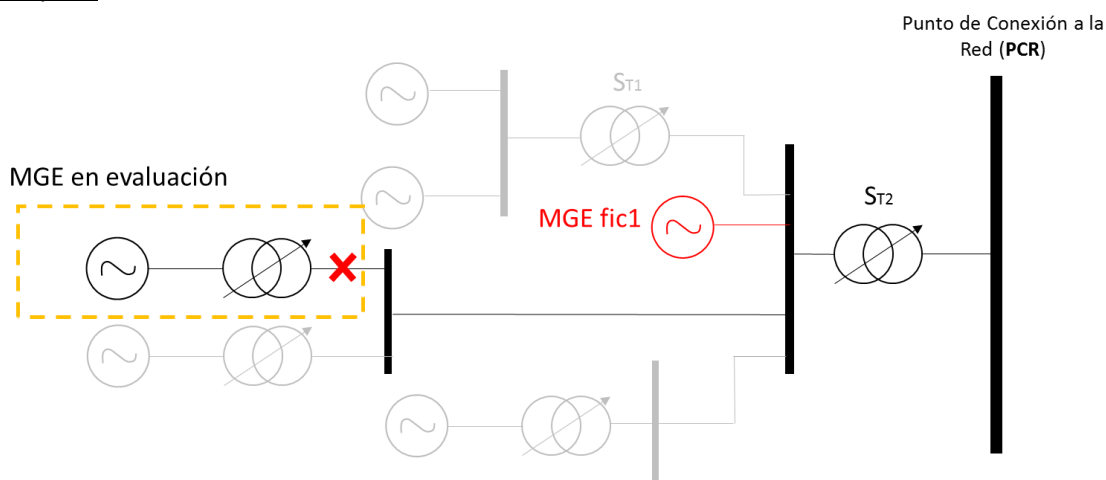 Punto de Conexión a la
Red (PCR)
ST1
MGE en evaluación
ST2
MGE fic1